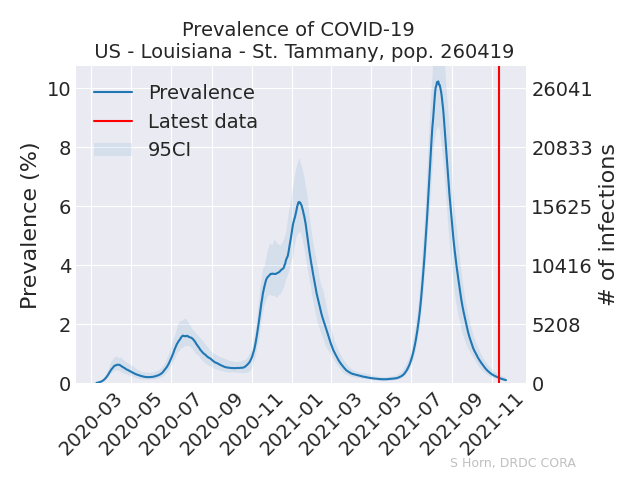 Prevalence of COVID-19
US - Louisiana - St. Tammany, pop. 260419
Prevalence
Latest data
95CI
Prevalence (%)
10
8
6
4
2
0
26041
20833
15625
10416
5208
0
# of infections
2020-03
2020-05
2020-07
2020-09
2020-11
2021-01
2021-03
2021-05
2021-07
2021-09
2021-11
S Horn, DRDC CORA